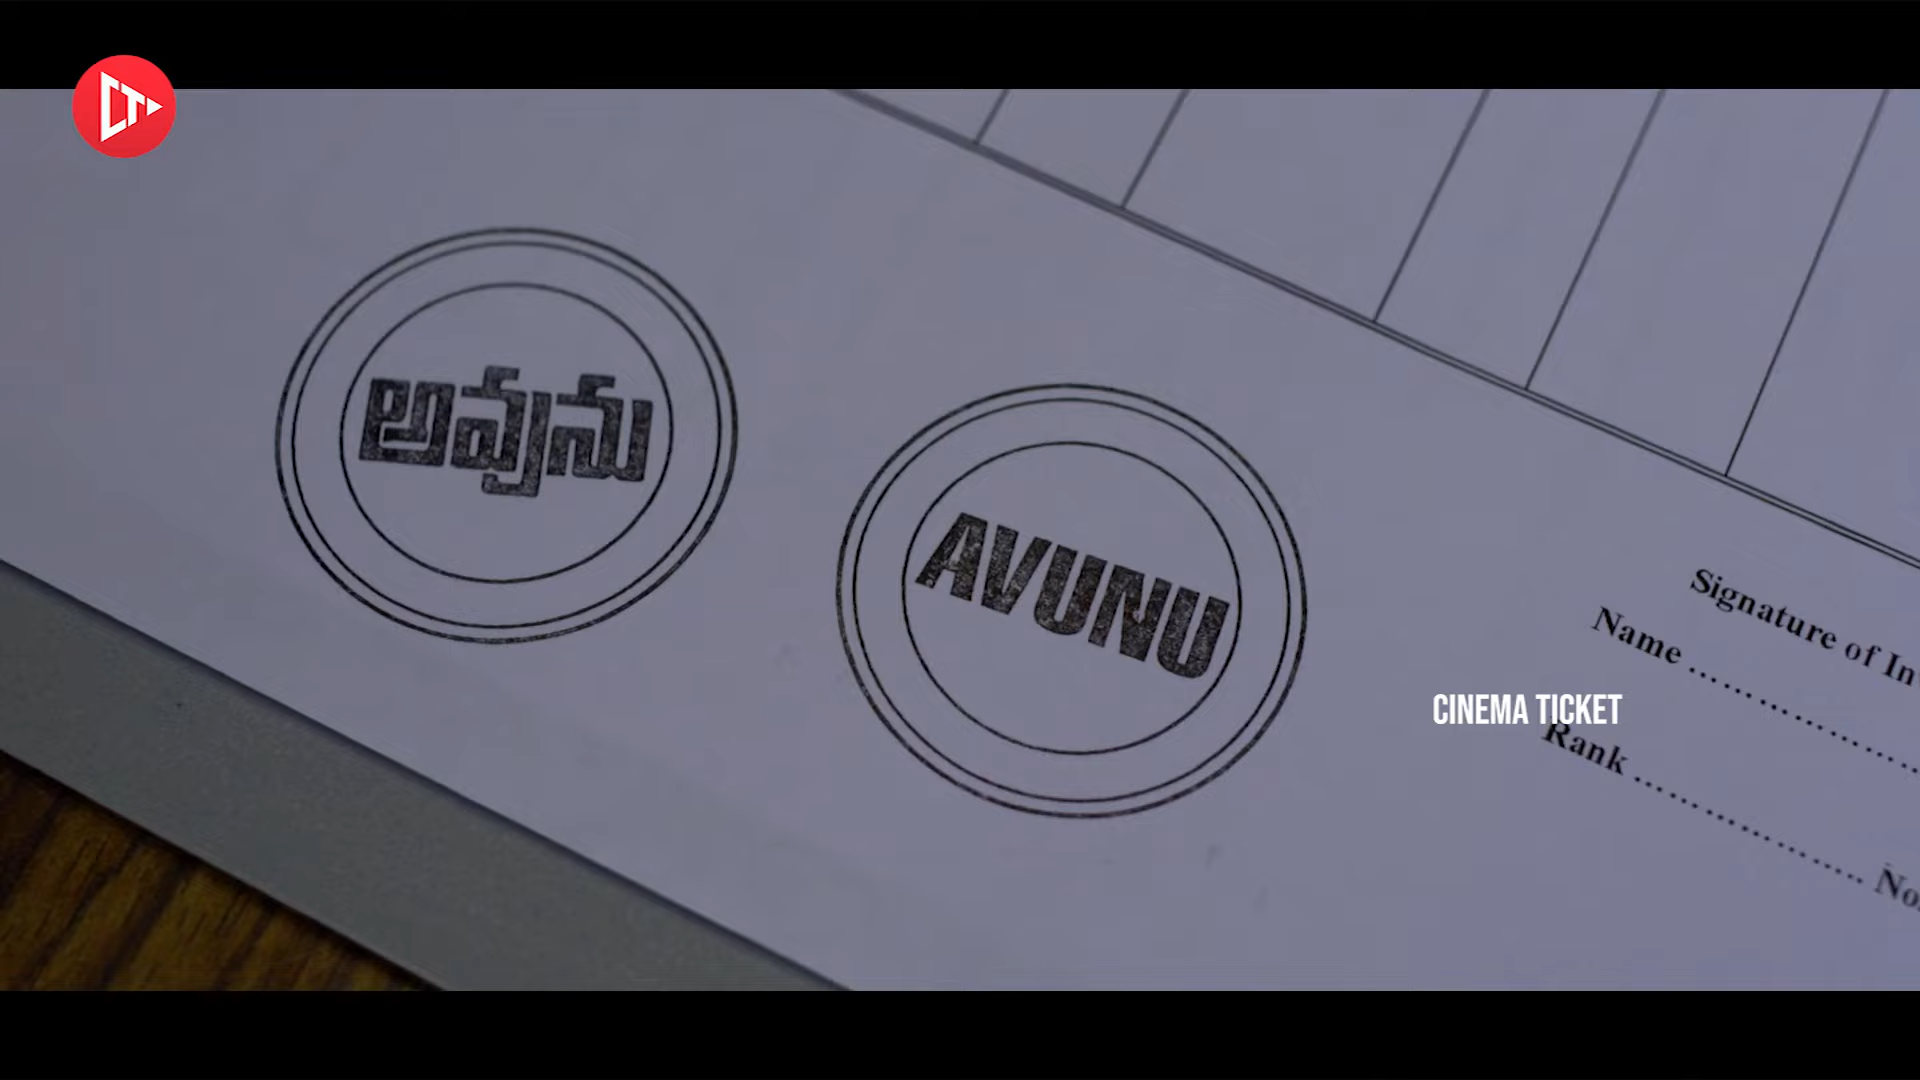 అవును
AVUNU
CINEMA TICKET
Signature of In
Name ..................
Rank .................. No.